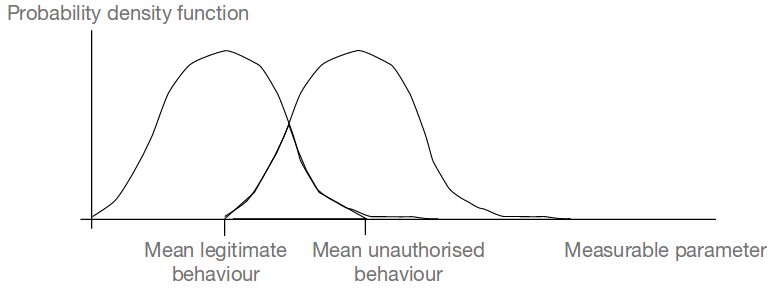 Probability density function
Mean legitimate
behaviour
Mean unauthorised
behaviour
Measurable parameter